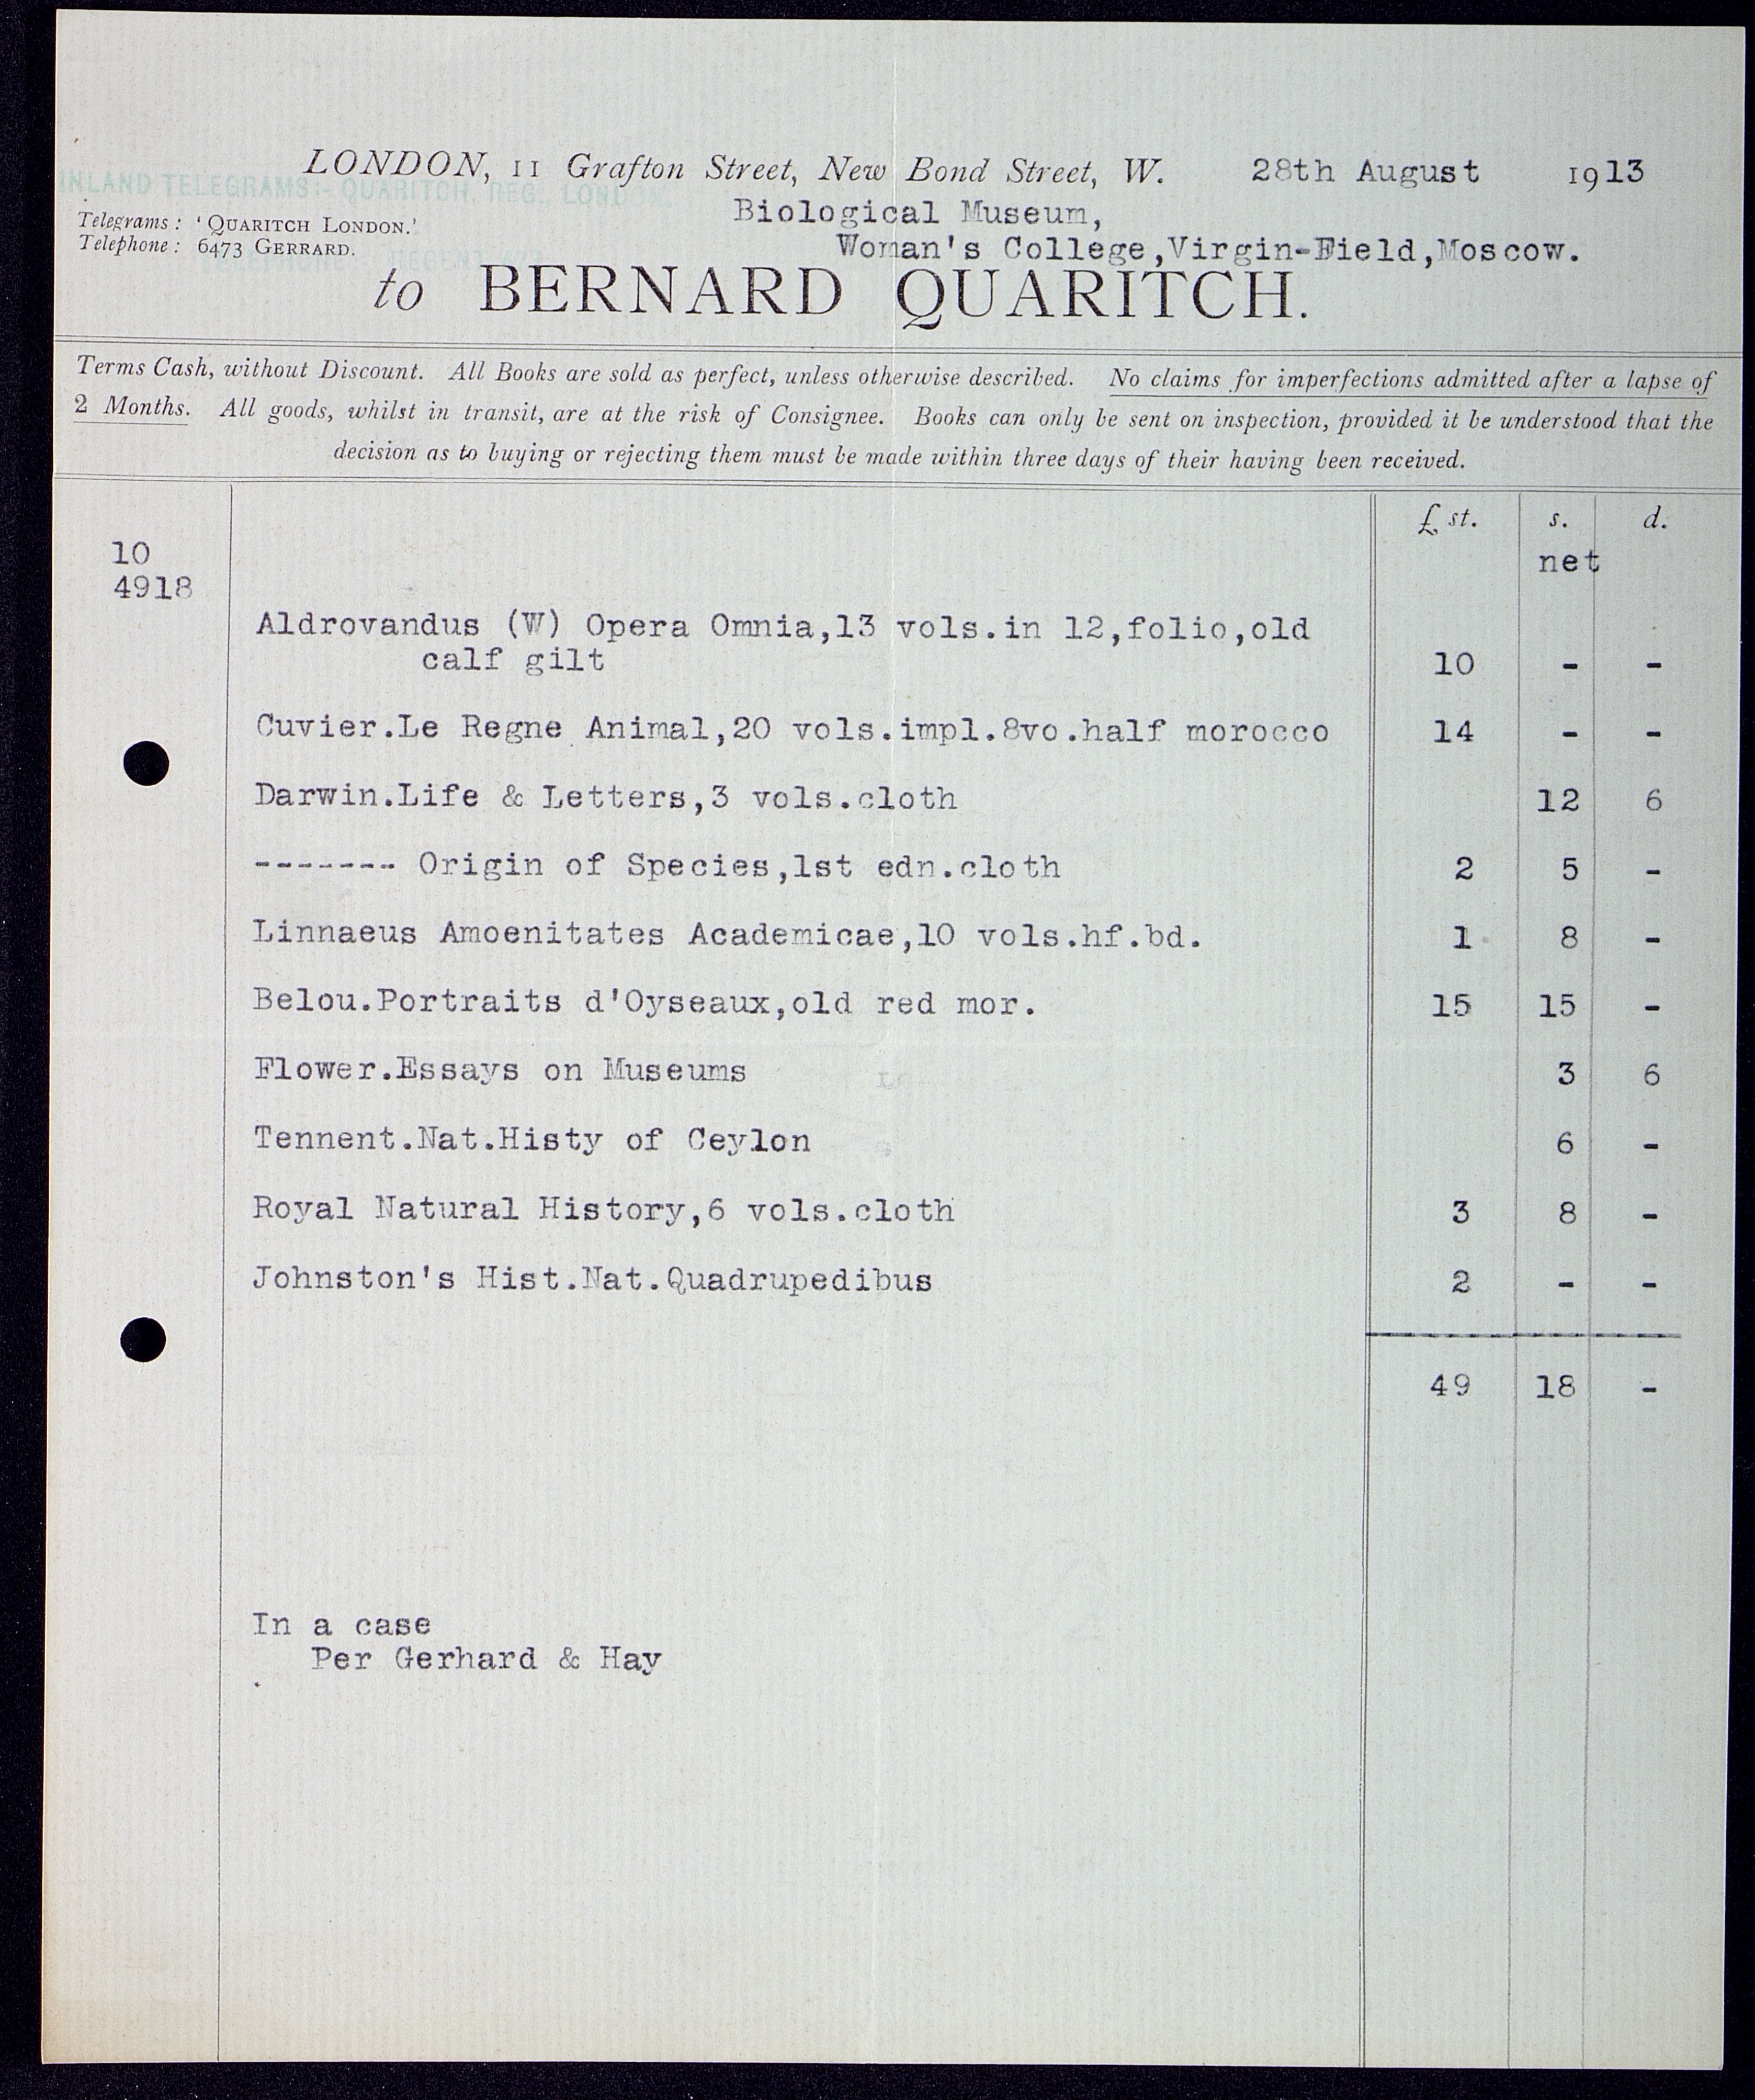 LONDON, 11 Grafton Street, New Bond Street, W. 28th August 1913
INLAND TELEGRAMS:- QUARITCH, REG., LONDON.
Biological Museum,
Telegrams: 'QUARITCH LONDON.'
Telephone: 6473 GERRARD.
Woman's College,Virgin-Field,Moscow.
to BERNARD QUARITCH.
Terms Cash, without Discount. All Books are sold as perfect, unless otherwise described. No claims for imperfections admitted after a lapse of
2 Months. All goods, whilst in transit, are at the risk of Consignee. Books can only be sent on inspection, provided it be understood that the
decision as to buying or rejecting them must be made within three days of their having been received.
£ st. s. d.
10 net
4918
Aldrovandus (W) Opera Omnia,13 vols.in 12,folio,old
calf gilt 10 - -
Cuvier.Le Regne Animal,20 vols.impl.8vo.half morocco 14 - -
Darwin.Life & Letters,3 vols.cloth 12 6
------- Origin of Species,1st edn.cloth 2 5 -
Linnaeus Amoenitates Academicae,10 vols.hf.bd. 1 8 -
Belou.Portraits d'Oyseaux,old red mor. 15 15 -
Flower.Essays on Museums 3 6
Tennent.Nat.Histy of Ceylon 6 -
Royal Natural History,6 vols.cloth 3 8 -
Johnston's Hist.Nat.Quadrupedibus 2 - -
49 18 -
In a case
Per Gerhard & Hay